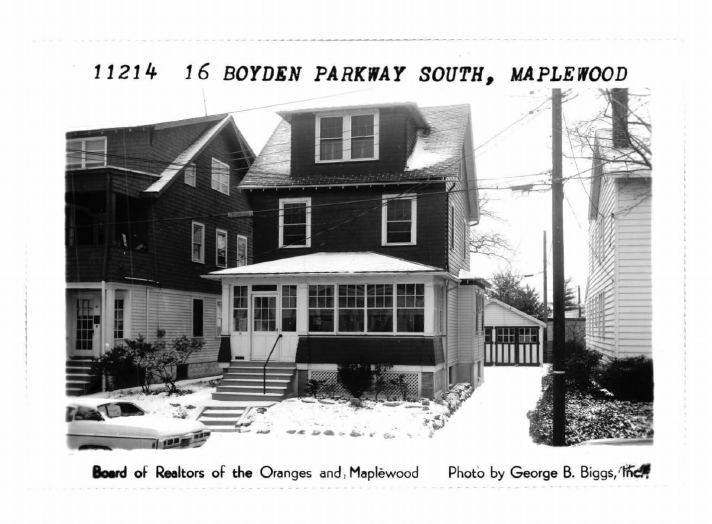 11214 16 BOYDEN PARKWAY SOUTH, MAPLEWOOD
Board of Realtors of the Oranges and, Maplewood Photo by George B. Biggs, Inc.